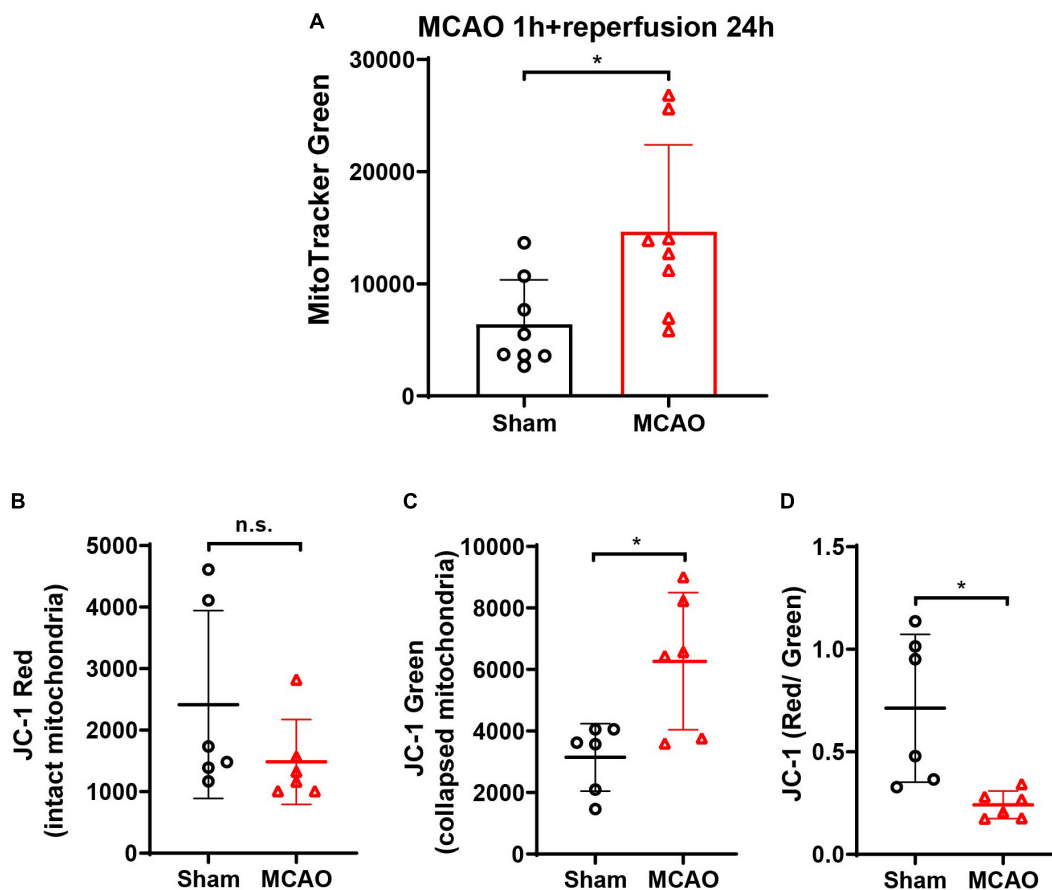 A
MCAO 1h+reperfusion 24h
MitoTracker Green
30000
20000
10000
0
*
Sham
MCAO
B
JC-1 Red
(intact mitochondria)
5000
4000
3000
2000
1000
0
n.s.
Sham
MCAO
C
JC-1 Green
(collapsed mitochondria)
10000
8000
6000
4000
2000
0
*
Sham
MCAO
D
JC-1 (Red/ Green)
1.5
1.0
0.5
0.0
*
Sham
MCAO